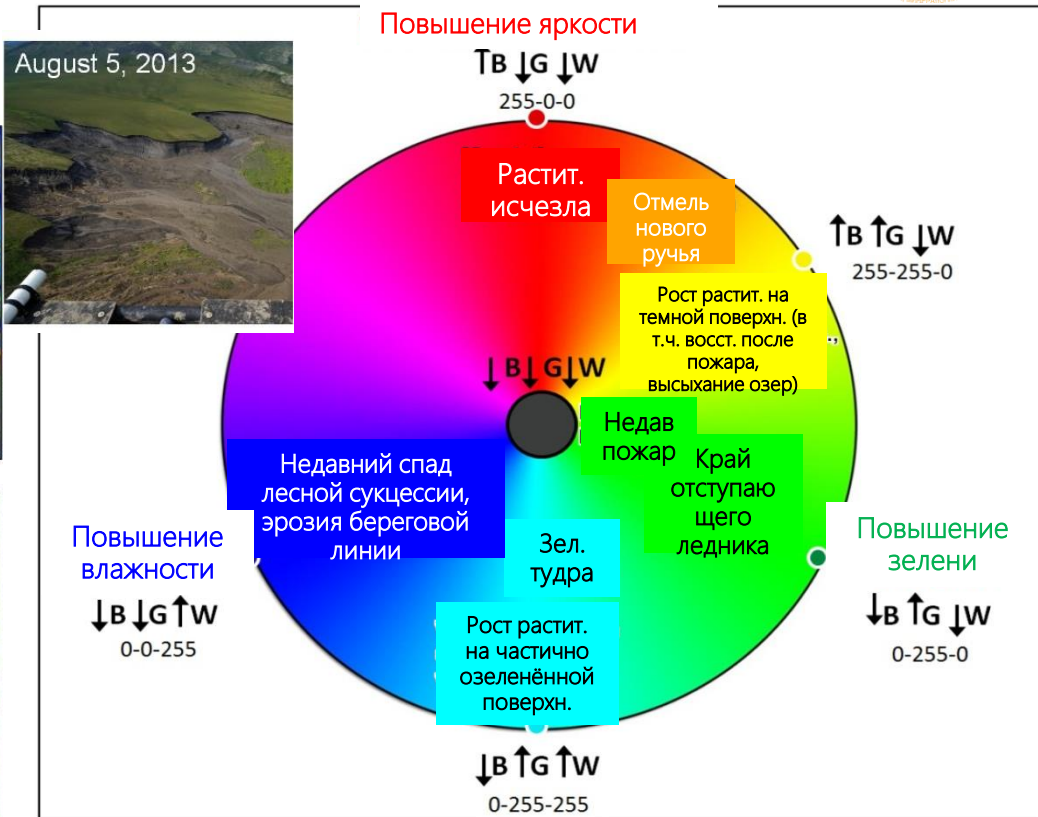 Повышение яркости
↑B ↓G ↓W
255-0-0
August 5, 2013
Растит.
исчезла
Отмель
нового
ручья
↑B ↑G ↓W
255-255-0
Рост растит. на
темной поверхн. (в
т.ч. восст. после
пожара,
высыхание озер)
↓B↓G↓W
Недав
пожар
Край
отступаю
щего
ледника
Недавний спад
лесной сукцессии,
эрозия береговой
линии
Повышение
влажности
↓B ↓G ↑W
0-0-255
Зел.
тудра
Повышение
зелени
↓B ↑G ↓W
0-255-0
Рост растит.
на частично
озеленённой
поверхн.
↓B ↑G ↑W
0-255-255